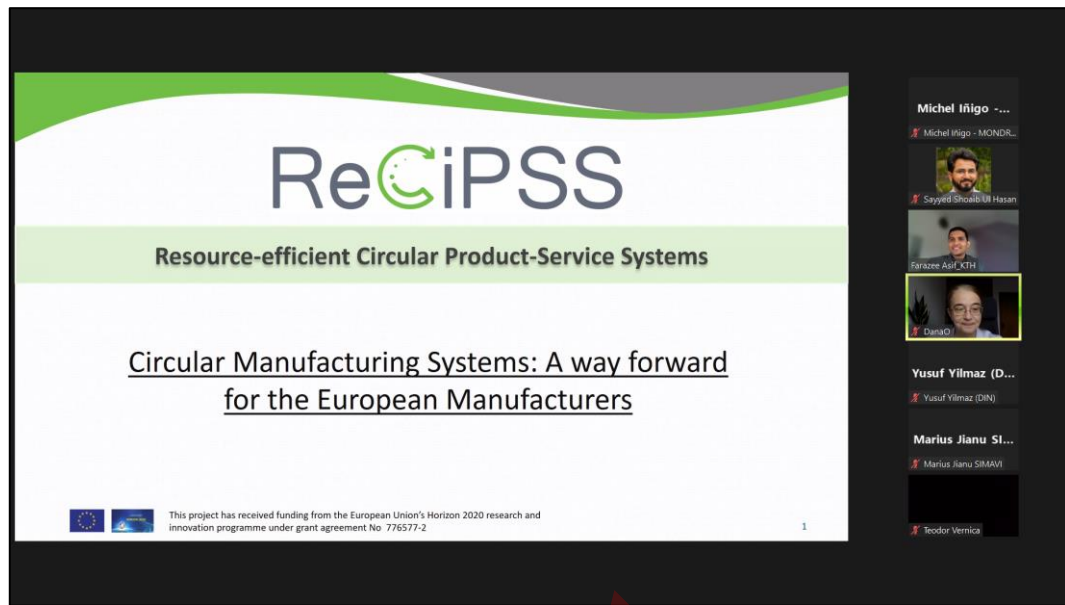 ReCiPSS
Resource-efficient Circular Product-Service Systems
Circular Manufacturing Systems: A way forward
for the European Manufacturers
This project has received funding from the European Union's Horizon 2020 research and
innovation programme under grant agreement No 776577-2
1
Michel Iñigo -...
Michel Iñigo - MONDR...
Sayyed Shoaib Ul Hasan
Farazee Asif_KTH
DanaO
Yusuf Yilmaz (D...
Yusuf Yilmaz (DIN)
Marius Jianu SI...
Marius Jianu SIMAVI
Teodor Vernica